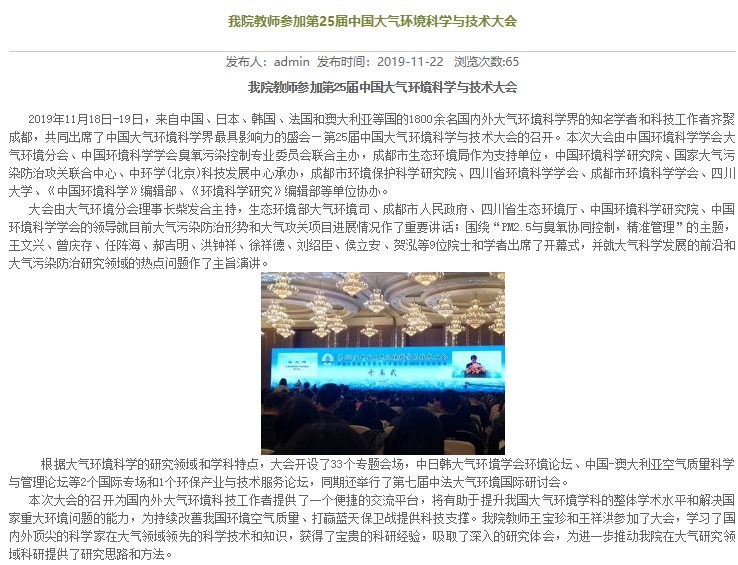 我院教师参加第25届中国大气环境科学与技术大会
发布人：admin 发布时间：2019-11-22 浏览次数:65
我院教师参加第25届中国大气环境科学与技术大会
2019年11月18日-19日，来自中国、日本、韩国、法国和澳大利亚等国的1800余名国内外大气环境科学界的知名学者和科技工作者齐聚
成都，共同出席了中国大气环境科学界最具影响力的盛会—第25届中国大气环境科学与技术大会的召开。本次大会由中国环境科学学会大
气环境分会、中国环境科学学会臭氧污染控制专业委员会联合主办，成都市生态环境局作为支持单位，中国环境科学研究院、国家大气污
染防治攻关联合中心、中环学(北京)科技发展中心承办，成都市环境保护科学研究院、四川省环境科学学会、成都市环境科学学会、四川
大学、《中国环境科学》编辑部、《环境科学研究》编辑部等单位协办。
大会由大气环境分会理事长柴发合主持，生态环境部大气环境司、成都市人民政府、四川省生态环境厅、中国环境科学研究院、中国
环境科学学会的领导就目前大气污染防治形势和大气攻关项目进展情况作了重要讲话；围绕“PM2.5与臭氧协同控制，精准管理”的主题，
王文兴、曾庆存、任阵海、郝吉明、洪钟祥、徐祥德、刘绍臣、侯立安、贺泓等9位院士和学者出席了开幕式，并就大气科学发展的前沿和
大气污染防治研究领域的热点问题作了主旨演讲。
开幕式
根据大气环境科学的研究领域和学科特点，大会开设了33个专题会场，中日韩大气环境学会环境论坛、中国-澳大利亚空气质量科学
与管理论坛等2个国际专场和1个环保产业与技术服务论坛，同期还举行了第七届中法大气环境国际研讨会。
本次大会的召开为国内外大气环境科技工作者提供了一个便捷的交流平台，将有助于提升我国大气环境学科的整体学术水平和解决国
家重大环境问题的能力，为持续改善我国环境空气质量、打赢蓝天保卫战提供科技支撑。我院教师王宝珍和王祥洪参加了大会，学习了国
内外顶尖的科学家在大气领域领先的科学技术和知识，获得了宝贵的科研经验，吸取了深入的研究体会，为进一步推动我院在大气研究领
域科研提供了研究思路和方法。